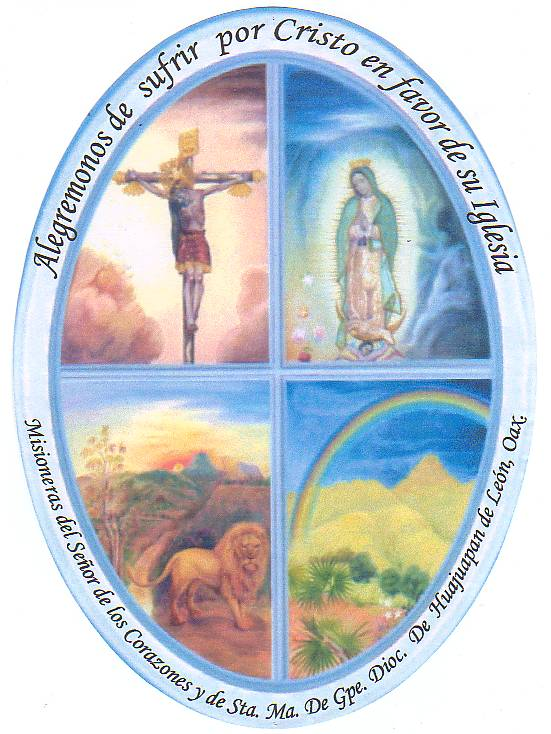 Alegremonos de sufrir por Cristo en favor de su Iglesia
Misioneras del Señor de los Corazones y de Sta. Ma. De Gpe. Dioc. De Huajuapan de León, Oax.